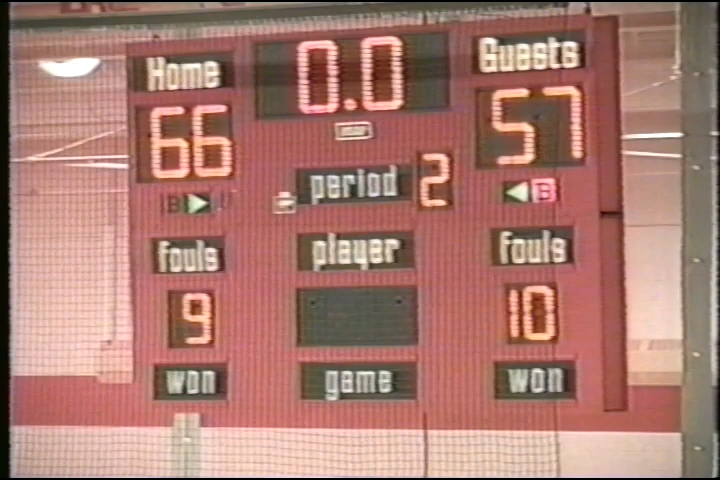 Home 0.0 Guests
66 57
B period 2 B
fouls player fouls
9 10
won game won